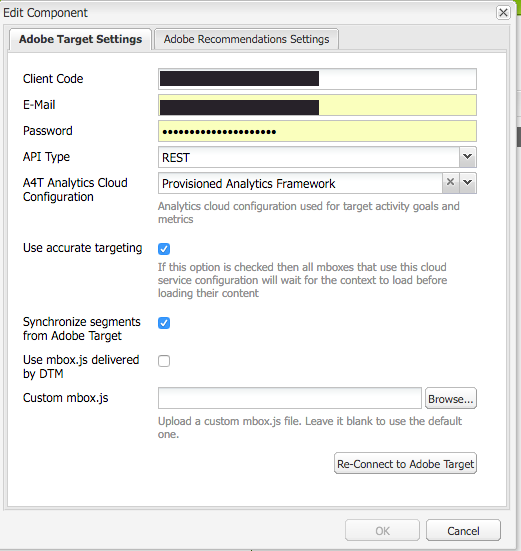 Edit Component
Adobe Target Settings
Adobe Recommendations Settings
Client Code
E-Mail
Password
•••••••••••••••••••••
API Type
REST
A4T Analytics Cloud
Configuration
Provisioned Analytics Framework
Analytics cloud configuration used for target activity goals and
metrics
Use accurate targeting
If this option is checked then all mboxes that use this cloud
service configuration will wait for the context to load before
loading their content
Synchronize segments
from Adobe Target
Use mbox.js delivered
by DTM
Custom mbox.js
Browse...
Upload a custom mbox.js file. Leave it blank to use the default
one.
Re-Connect to Adobe Target
OK
Cancel